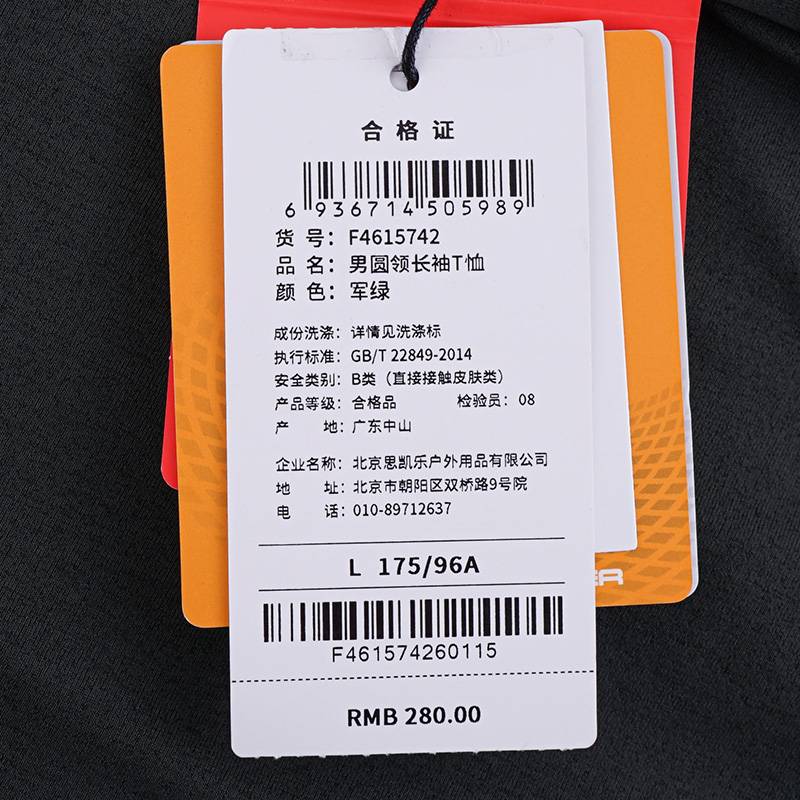 合格证
6 936714 505989
货 号：F4615742
品 名：男圆领长袖T恤
颜 色：军绿
成份洗涤：详情见洗涤标
执行标准：GB/T 22849-2014
安全类别：B类（直接接触皮肤类）
产品等级：合格品 检验员：08
产 地：广东中山
企业名称：北京思凯乐户外用品有限公司
地 址：北京市朝阳区双桥路9号院
电 话：010-89712637
L 175/96A
F461574260115
RMB 280.00